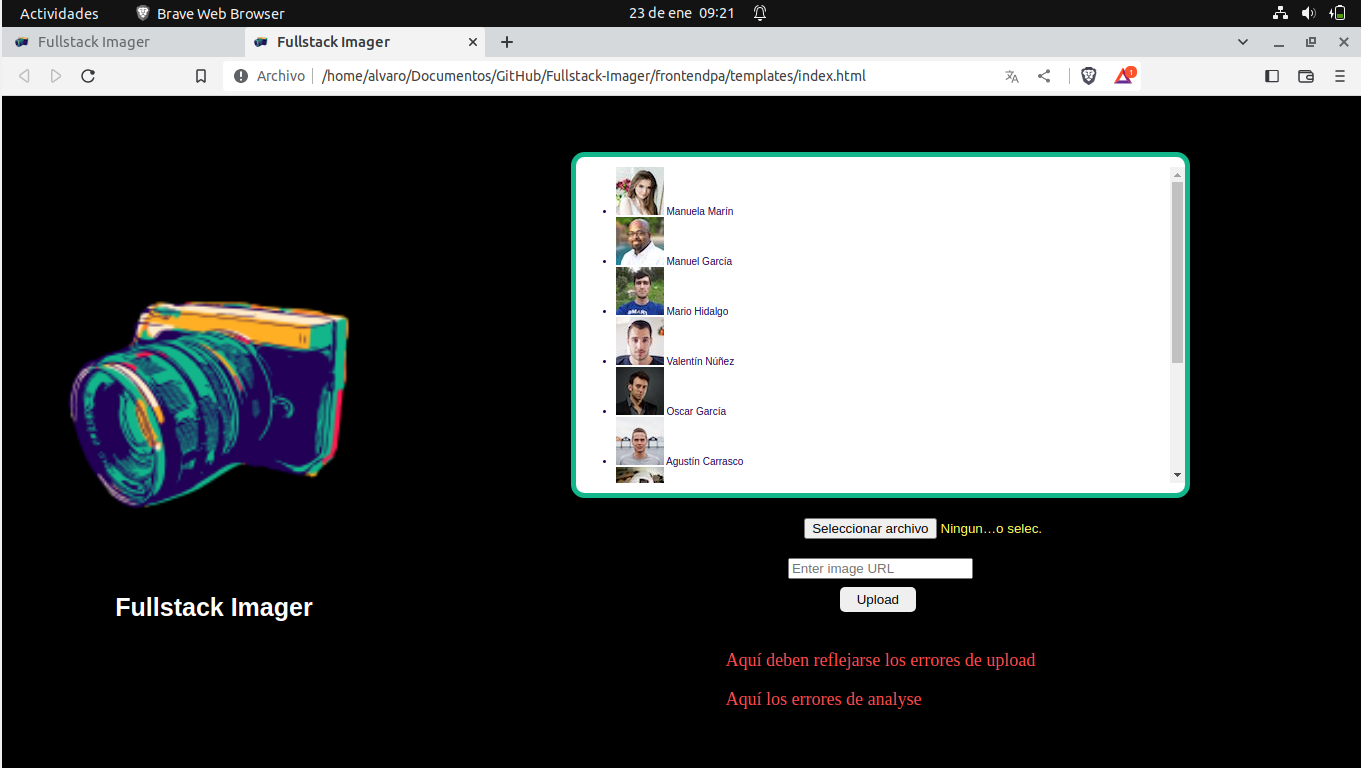 Actividades
Brave Web Browser
23 de ene 09:21
Fullstack Imager
Fullstack Imager
Archivo
/home/alvaro/Documentos/GitHub/Fullstack-Imager/frontendpa/templates/index.html
1
Manuela Marín
Manuel García
Mario Hidalgo
Valentín Núñez
Oscar García
Agustín Carrasco
Seleccionar archivo Ningun…o selec.
Enter image URL
Upload
Fullstack Imager
Aquí deben reflejarse los errores de upload
Aquí los errores de analyse